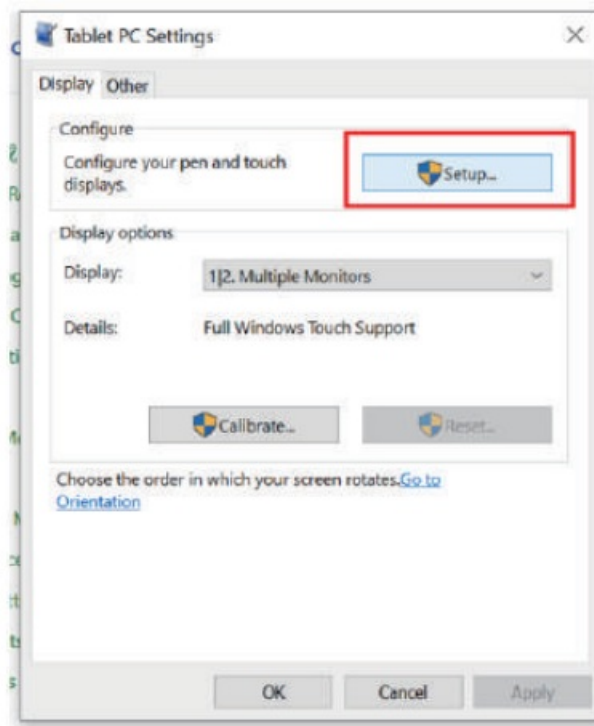 Tablet PC Settings
Display Other
Configure
Configure your pen and touch
displays.
Setup...
Display options
Display:
1|2. Multiple Monitors
Details:
Full Windows Touch Support
Calibrate...
Reset...
Choose the order in which your screen rotates.Go to
Orientation
OK
Cancel
Apply